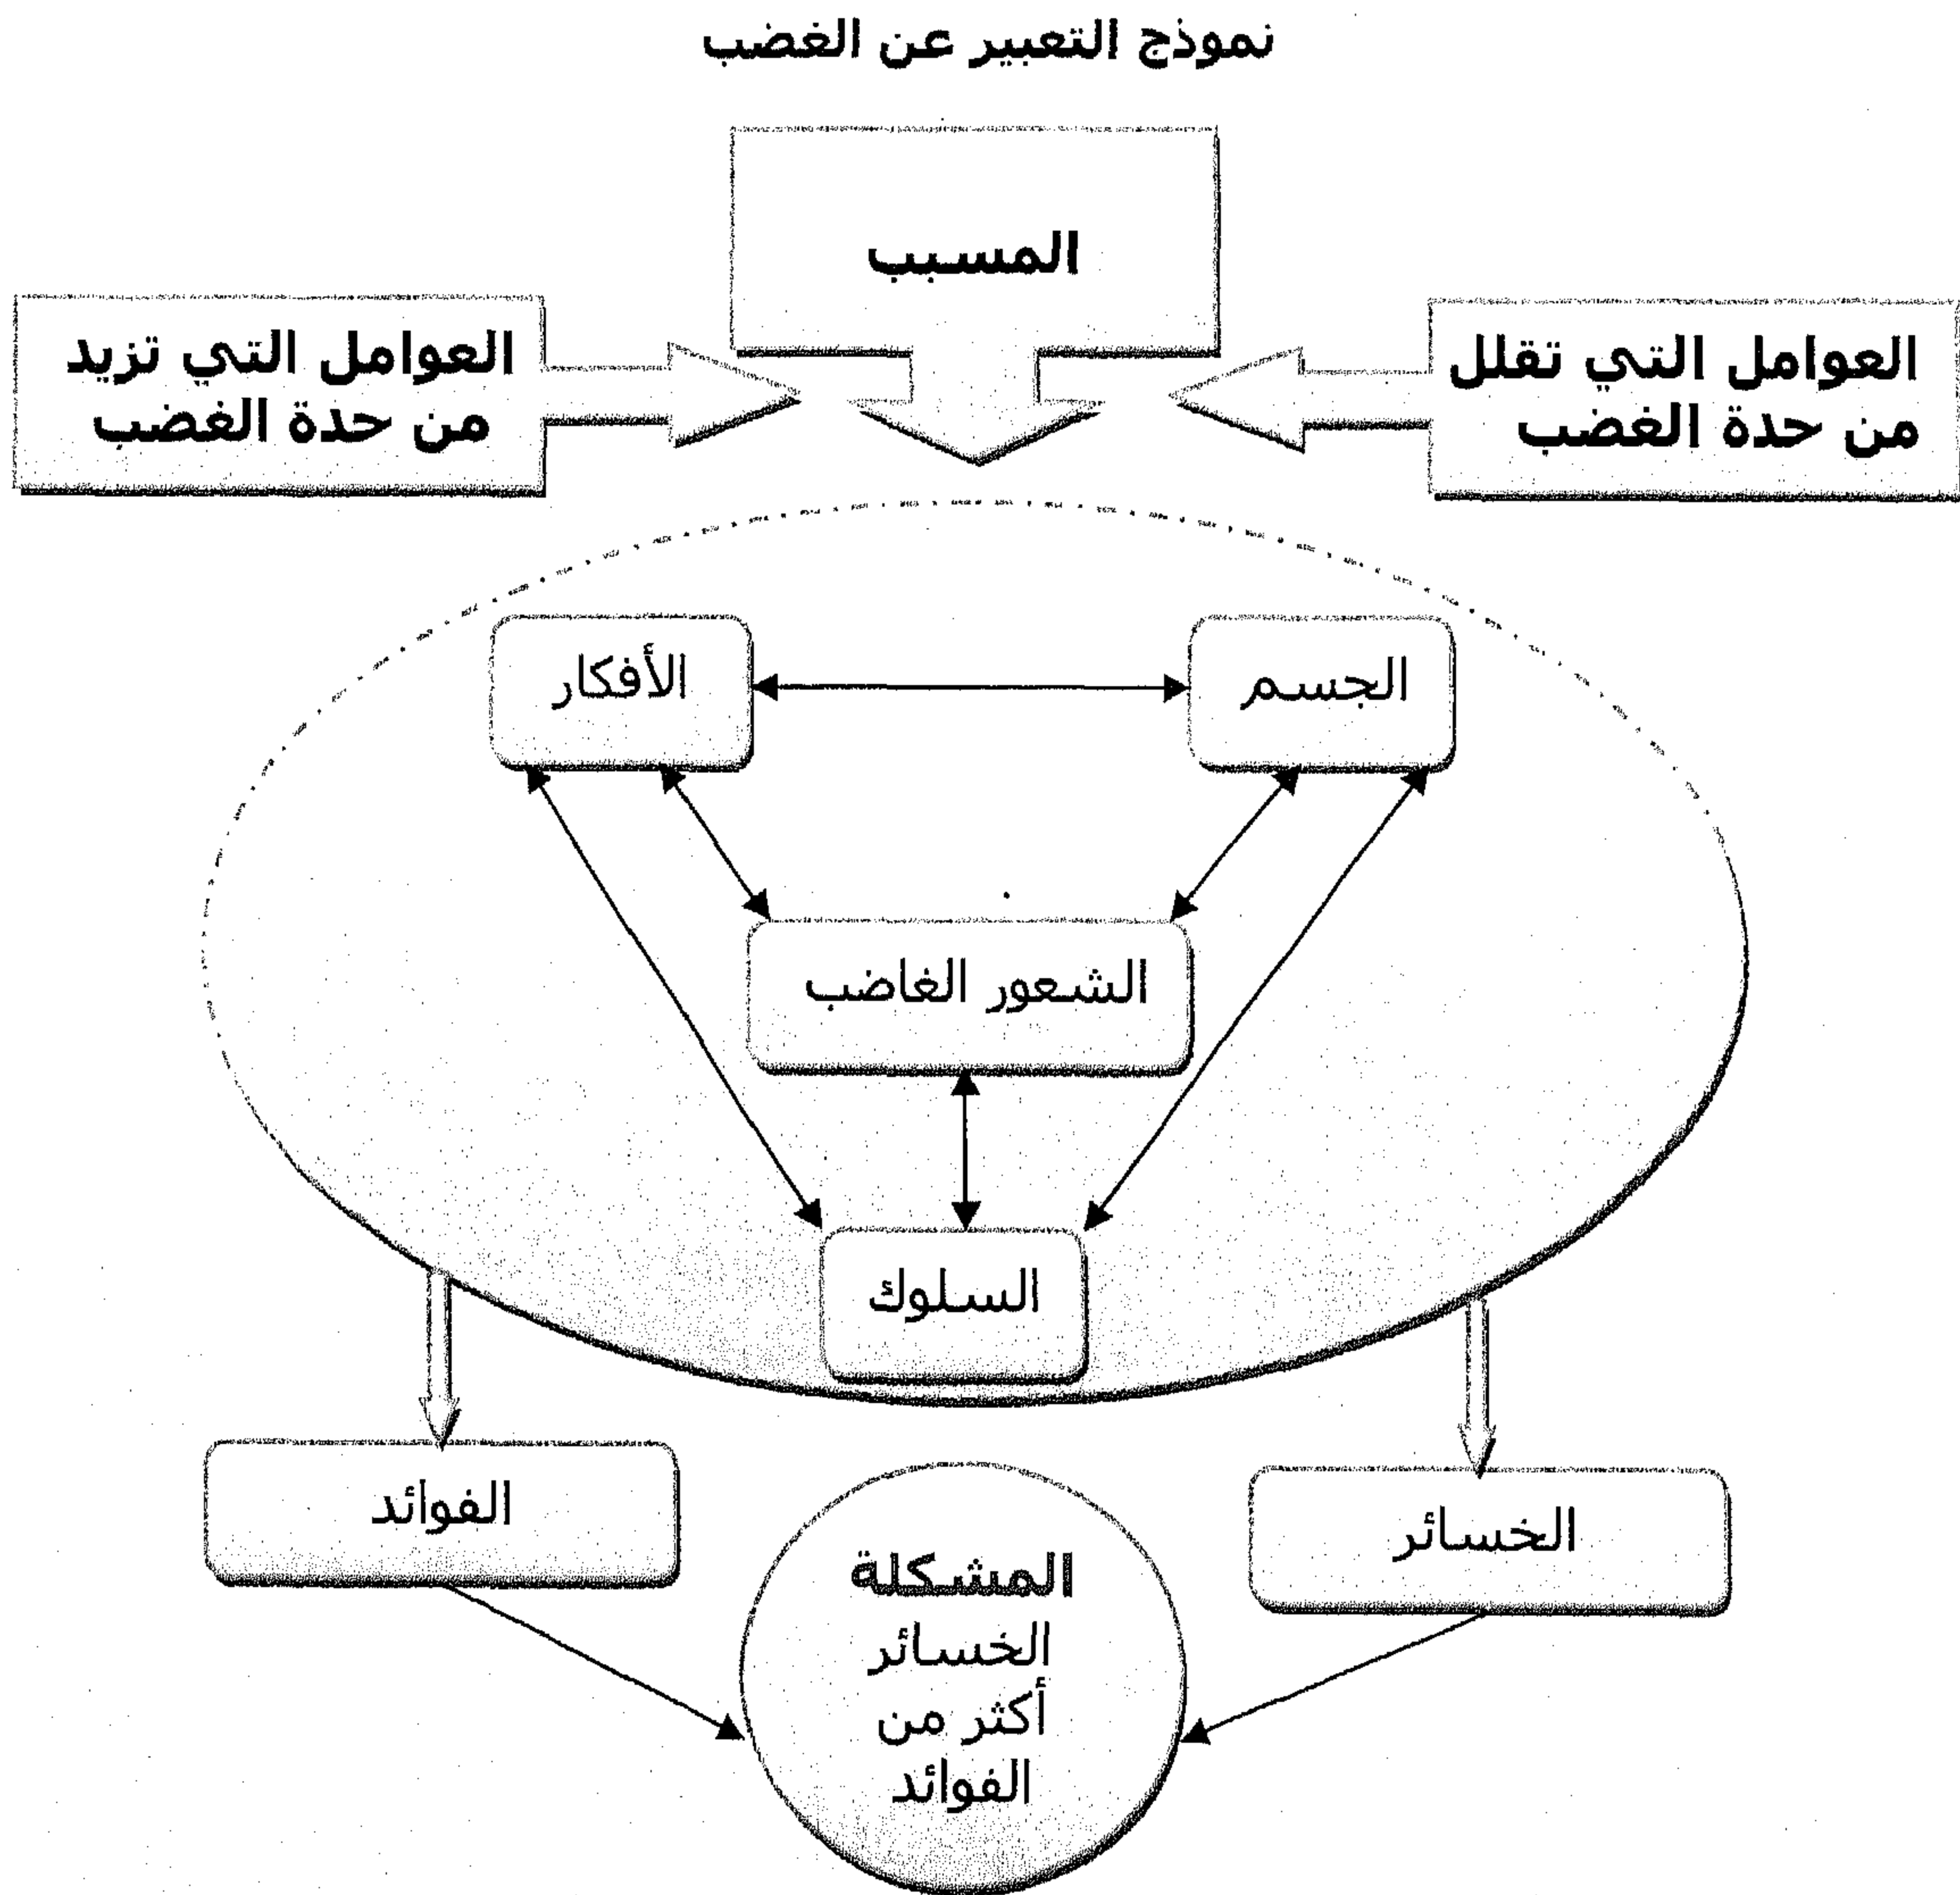 نموذج التعبير عن الغضب
المسبب
العوامل التي تقلل
من حدة الغضب
العوامل التي تزيد
من حدة الغضب
الجسم
الأفكار
الشعور الغاضب
السلوك
الخسائر
الفوائد
المشكلة
الخسائر
أكثر من
الفوائد